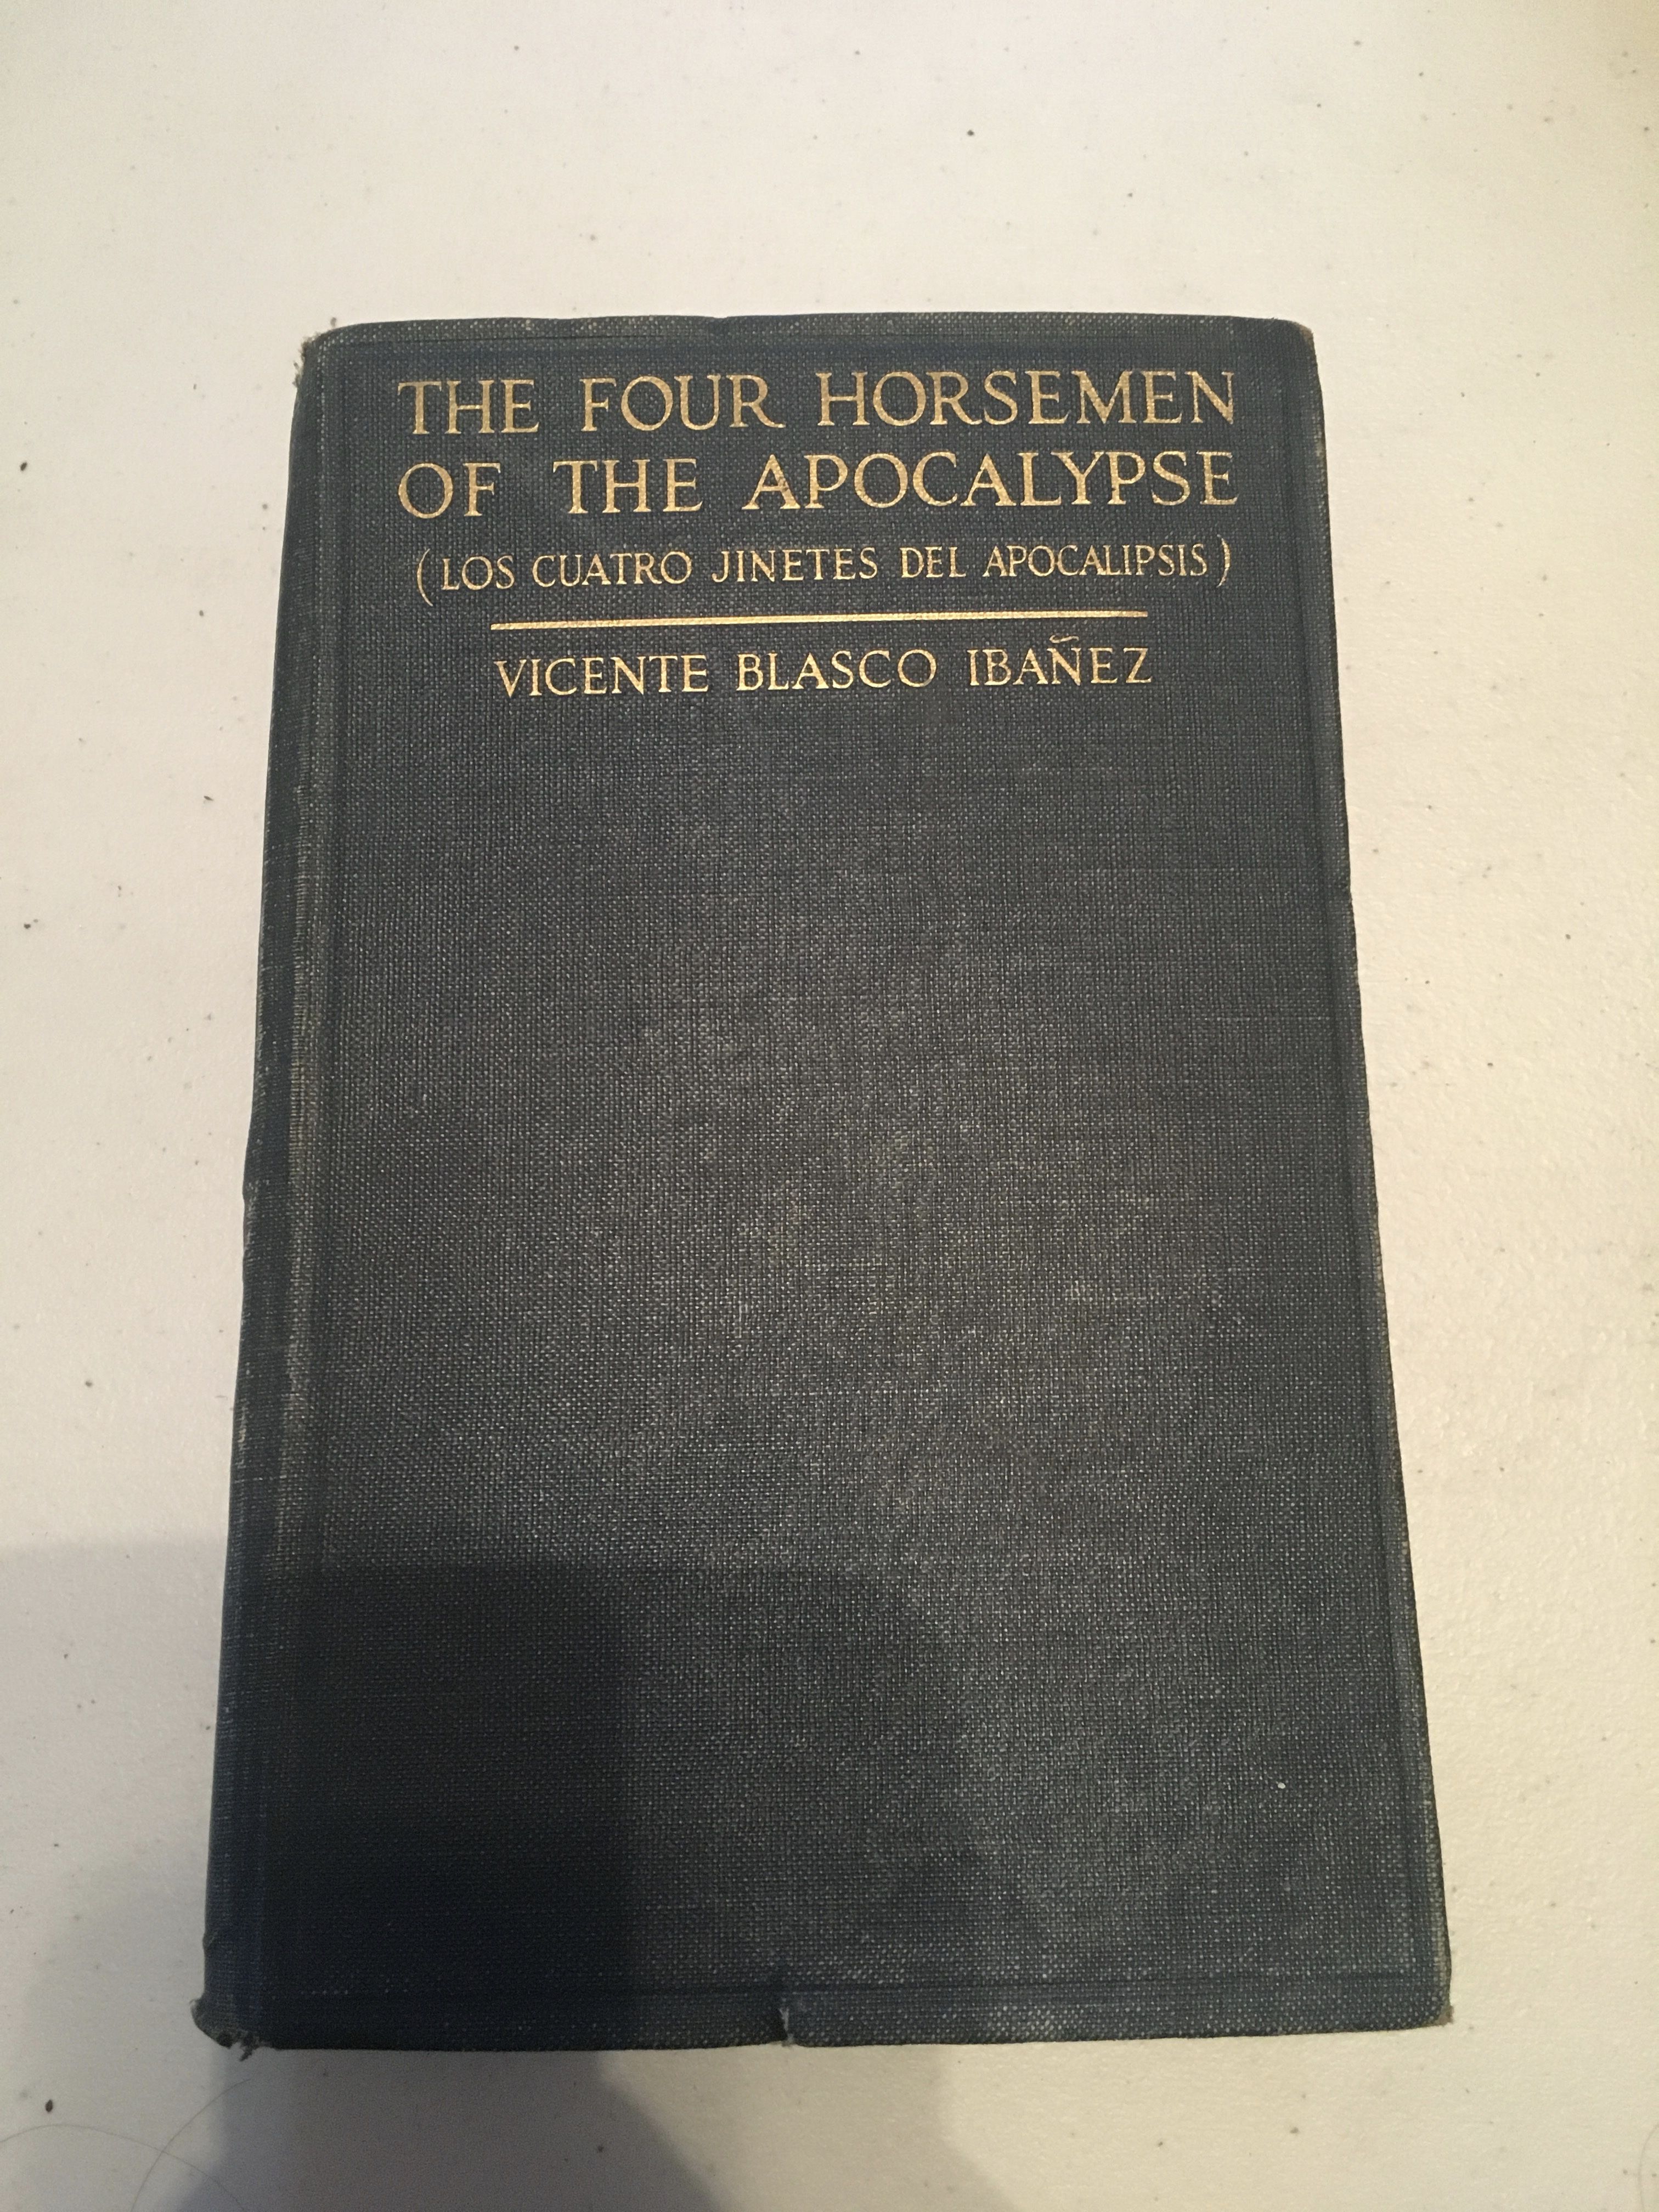 THE FOUR HORSEMEN
OF THE APOCALYPSE
(LOS CUATRO JINETES DEL APOCALIPSIS)
VICENTE BLASCO IBAÑEZ